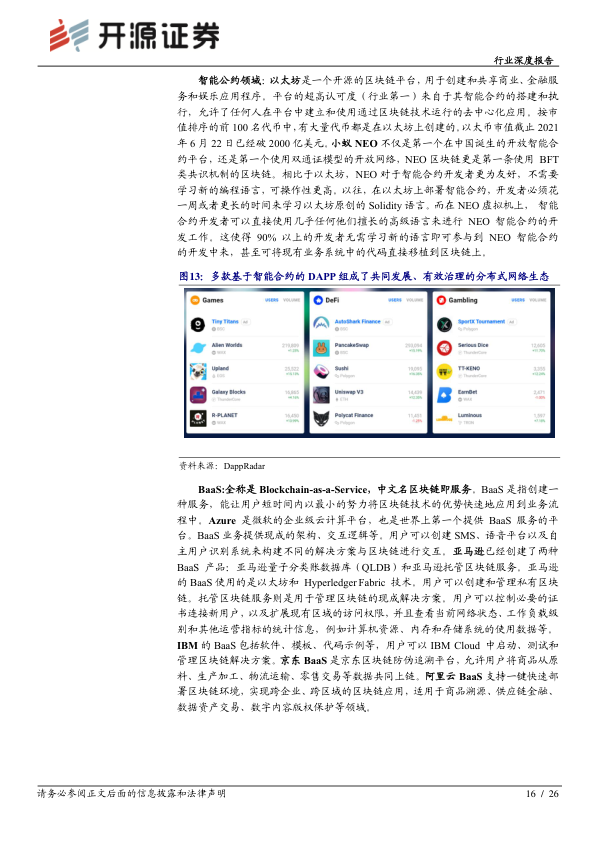 开源证券
行业深度报告
智能公约领域：以太坊是一个开源的区块链平台，用于创建和共享商业、金融服
务和娱乐应用程序。平台的超高认可度（行业第一）来自于其智能合约的搭建和执
行，允许了任何人在平台中建立和使用通过区块链技术运行的去中心化应用。按市
值排序的前 100 名代币中，有大量代币都是在以太坊上创建的。以太币市值截止 2021
年 6 月 22 日已经破 2000 亿美元。小蚁 NEO 不仅是第一个在中国诞生的开放智能合
约平台，还是第一个使用双通证模型的开放网络，NEO 区块链更是第一条使用 BFT
类共识机制的区块链。相比于以太坊，NEO 对于智能合约开发者更为友好，不需要
学习新的编程语言，可操作性更高。以往，在以太坊上部署智能合约，开发者必须花
一周或者更长的时间来学习以太坊原创的 Solidity 语言。而在 NEO 虚拟机上， 智能
合约开发者可以直接使用几乎任何他们擅长的高级语言来进行 NEO 智能合约的开
发工作。这使得 90% 以上的开发者无需学习新的语言即可参与到 NEO 智能合约
的开发中来，甚至可将现有业务系统中的代码直接移植到区块链上。
图13：多款基于智能合约的 DAPP 组成了共同发展、有效治理的分布式网络生态
Games USERS VOLUME
Tiny Titans
Alien Worlds
Upland
Galaxy Blocks
R-PLANET
DeFi USERS VOLUME
AutoShark Finance
PancakeSwap
Sushi
Uniswap V3
Polycat Finance
Gambling USERS VOLUME
SportX Tournament
Serious Dice
TT-KENO
EarnBet
Luminous
资料来源：DappRadar
BaaS:全称是 Blockchain-as-a-Service，中文名区块链即服务。BaaS 是指创建一
种服务，能让用户短时间内以最小的努力将区块链技术的优势快速地应用到业务流
程中。Azure 是微软的企业级云计算平台，也是世界上第一个提供 BaaS 服务的平
台。BaaS 业务提供现成的架构、交互逻辑等。用户可以创建 SMS、语音平台以及自
主用户识别系统来构建不同的解决方案与区块链进行交互。亚马逊已经创建了两种
BaaS 产品：亚马逊量子分类账数据库（QLDB）和亚马逊托管区块链服务。亚马逊
的 BaaS 使用的是以太坊和 Hyperledger Fabric 技术。用户可以创建和管理私有区块
链。托管区块链服务则是用于管理区块链的现成解决方案。用户可以控制必要的证
书连接新用户，以及扩展现有区域的访问权限，并且查看当前网络状态、工作负载级
别和其他运营指标的统计信息，例如计算机资源、内存和存储系统的使用数据等。
IBM 的 BaaS 包括软件、模板、代码示例等，用户可以 IBM Cloud 中启动、测试和
管理区块链解决方案。京东 BaaS 是京东区块链防伪追溯平台，允许用户将商品从原
料、生产加工、物流运输、零售交易等数据共同上链。阿里云 BaaS 支持一键快速部
署区块链环境，实现跨企业、跨区域的区块链应用，适用于商品溯源、供应链金融、
数据资产交易、数字内容版权保护等领域。
请务必参阅正文后面的信息披露和法律声明
16 / 26